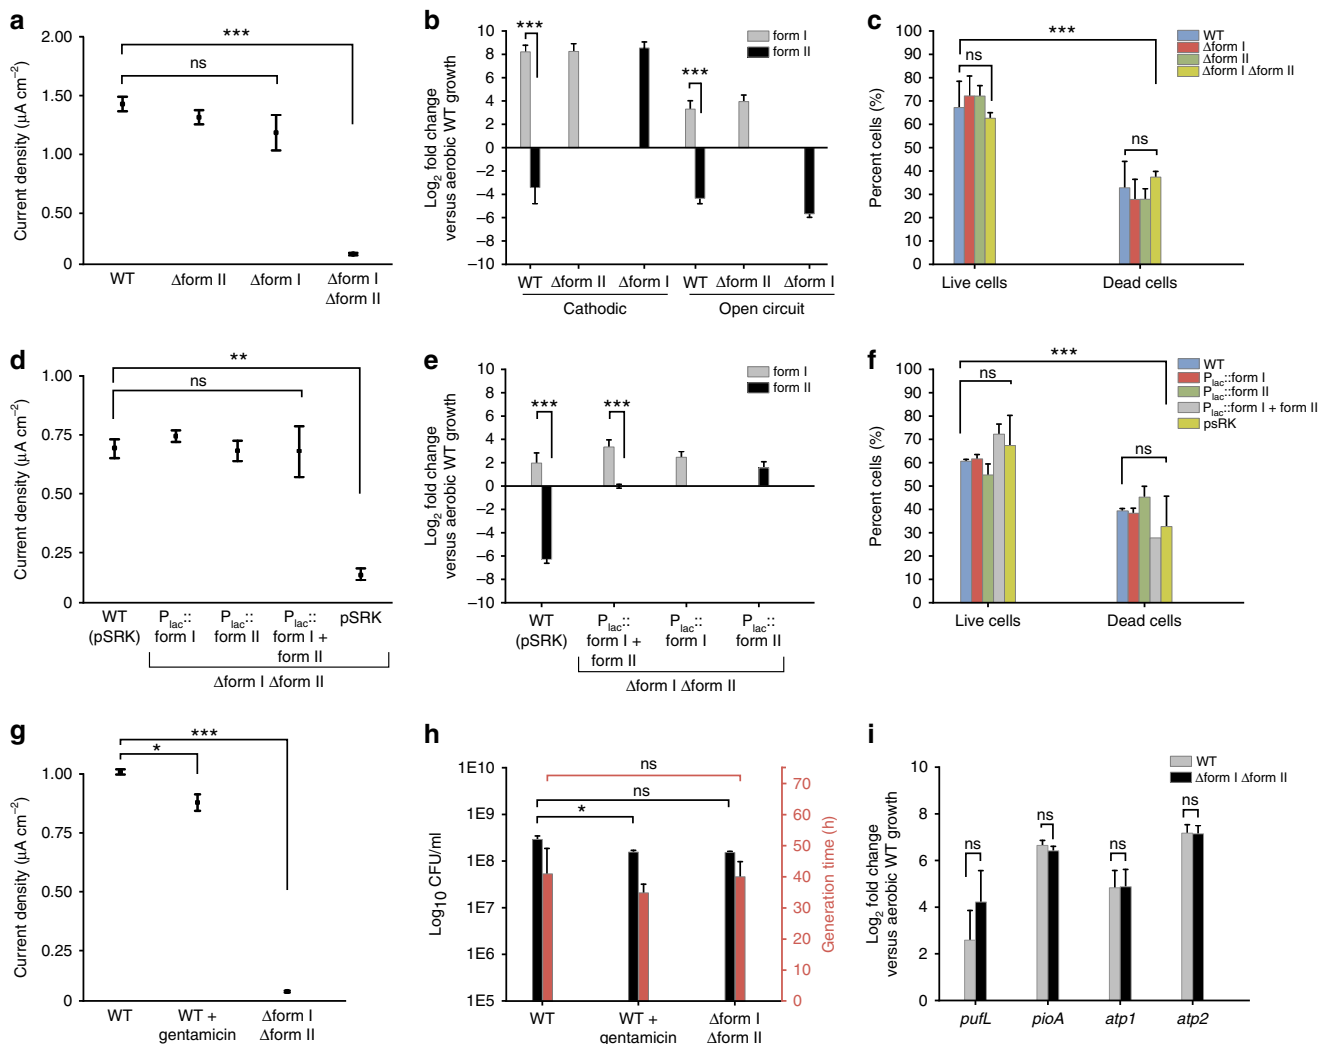 a
***
ns
2.00
1.50
1.00
0.50
0
Current density (µA cm⁻²)
WT
Δform II
Δform I
Δform I
Δform II
b
***
***
form I
form II
10
8
6
4
2
0
−2
−4
−6
−8
−10
Log₂ fold change
versus aerobic WT growth
WT Δform II Δform I WT Δform II Δform I
Cathodic
Open circuit
c
***
ns
ns
WT
Δform I
Δform II
Δform I Δform II
100
90
80
70
60
50
40
30
20
10
0
Percent cells (%)
Live cells
Dead cells
d
**
ns
1.00
0.75
0.50
0.25
0
Current density (µA cm⁻²)
WT
(pSRK)
Plac::
form I
Plac::
form II
Plac::
form I +
form II
pSRK
Δform I Δform II
e
***
***
form I
form II
10
8
6
4
2
0
−2
−4
−6
−8
−10
Log₂ fold change
versus aerobic WT growth
WT
(pSRK)
Plac::
form I +
form II
Plac::
form I
Plac::
form II
Δform I Δform II
f
***
ns
ns
WT
Plac::form I
Plac::form II
Plac::form I + form II
psRK
100
90
80
70
60
50
40
30
20
10
0
Percent cells (%)
Live cells
Dead cells
g
***
*
1.00
0.75
0.50
0.25
0
Current density (µA cm⁻²)
WT
WT +
gentamicin
Δform I
Δform II
h
ns
ns
*
1E10
1E9
1E8
1E7
1E6
1E5
Log₁₀ CFU/ml
70
60
50
40
30
20
10
0
Generation time (h)
WT
WT +
gentamicin
Δform I
Δform II
i
WT
Δform I Δform II
ns
ns
ns
ns
10
8
6
4
2
0
Log₂ fold change
versus aerobic WT growth
pufL
pioA
atp1
atp2